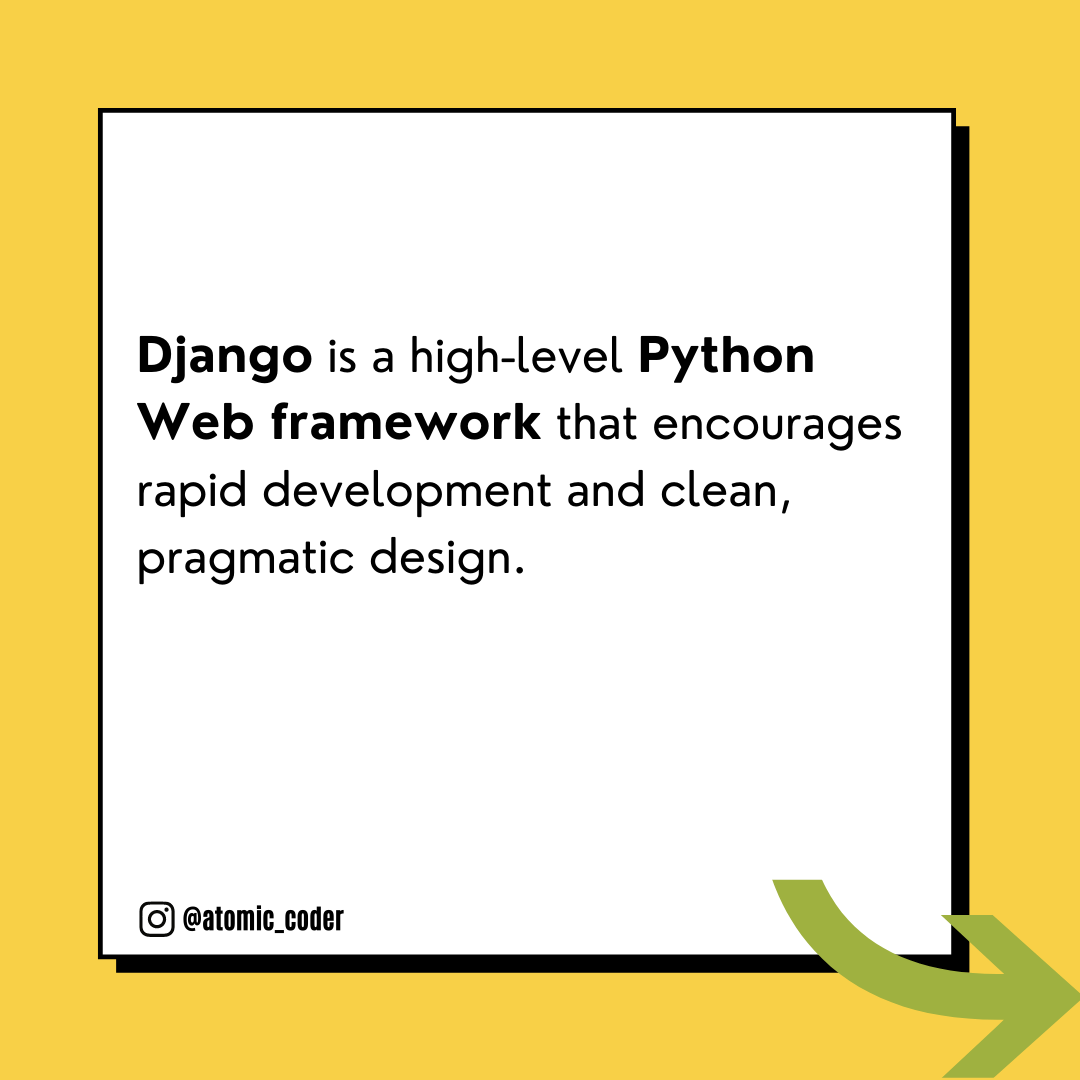 Django is a high-level Python
Web framework that encourages
rapid development and clean,
pragmatic design.
@atomic_coder